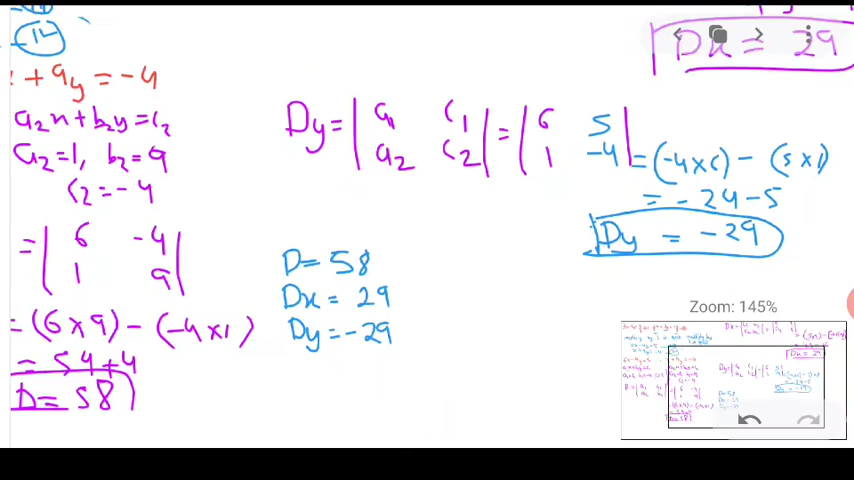 Dx = 29
x + 9y = -4
a2x + b2y = c2
a2 = 1, b2 = 9
c2 = -4
= | 6 -4 |
| 1 9 |
= (6 x 9) - (-4 x 1)
= 54 + 4
D = 58
Dy = | a1 c1 | = | 6 5 |
| a2 c2 | | 1 -4 |
= (-4 x 6) - (5 x 1)
= - 24 - 5
Dy = -29
D = 58
Dx = 29
Dy = -29
Zoom: 145%